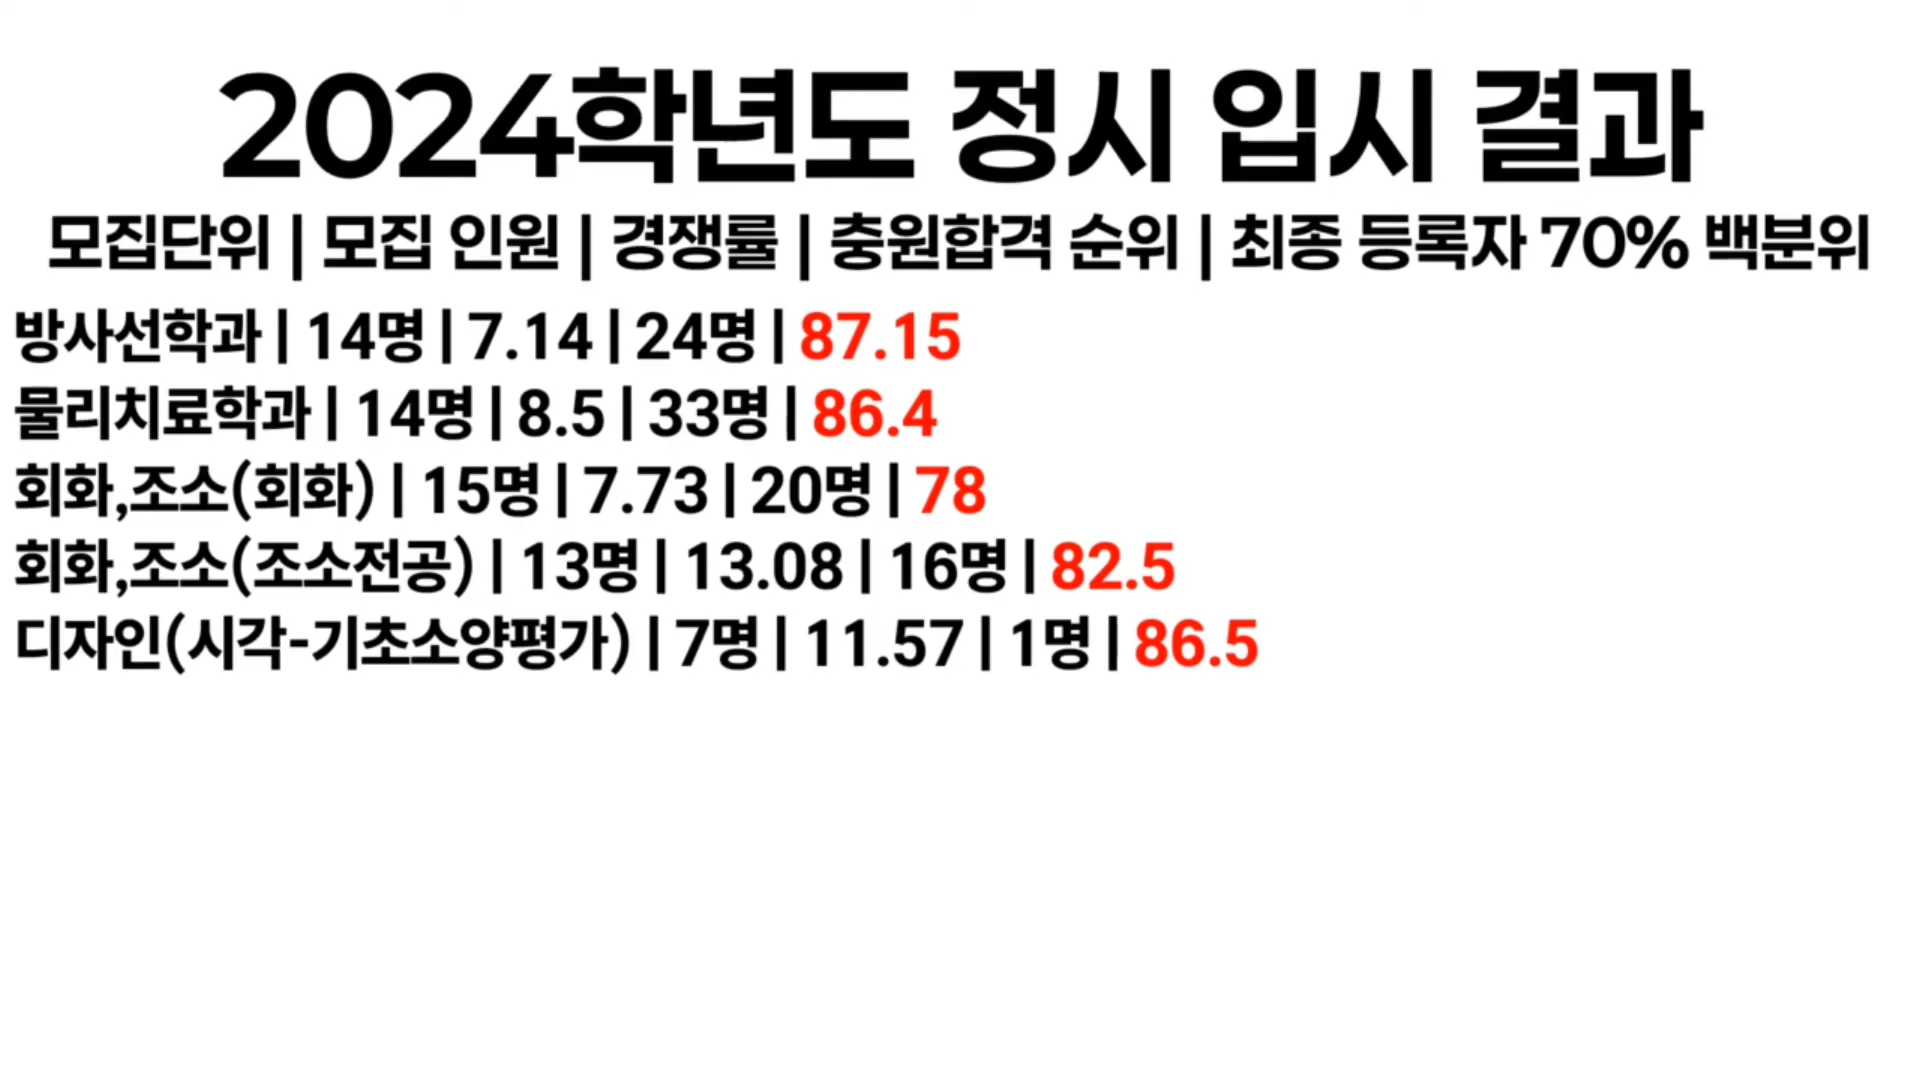 2024학년도 정시 입시 결과
모집단위 | 모집 인원 | 경쟁률 | 충원합격 순위 | 최종 등록자 70% 백분위
방사선학과 | 14명 | 7.14 | 24명 | 87.15
물리치료학과 | 14명 | 8.5 | 33명 | 86.4
회화,조소(회화) | 15명 | 7.73 | 20명 | 78
회화,조소(조소전공) | 13명 | 13.08 | 16명 | 82.5
디자인(시각-기초소양평가) | 7명 | 11.57 | 1명 | 86.5